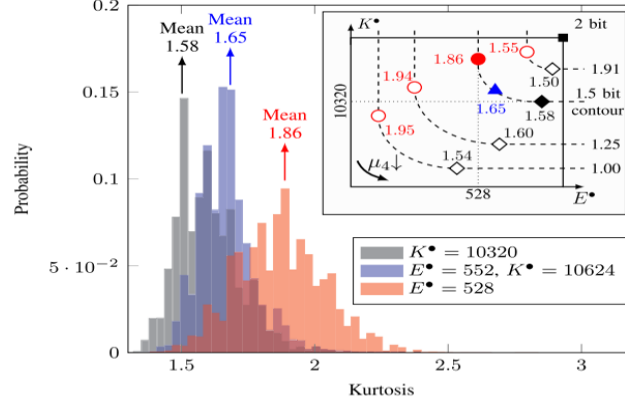 0.2
0.15
0.1
5 · 10⁻²
0
Probability
1.5
2
2.5
3
Kurtosis
Mean
1.58
Mean
1.65
Mean
1.86
K•
2 bit
1.55
1.86
1.91
1.50
1.94
1.5 bit
contour
10320
1.65
1.58
1.95
1.60
1.25
1.54
1.00
μ₄↓
528
E•
K• = 10320
E• = 552, K• = 10624
E• = 528